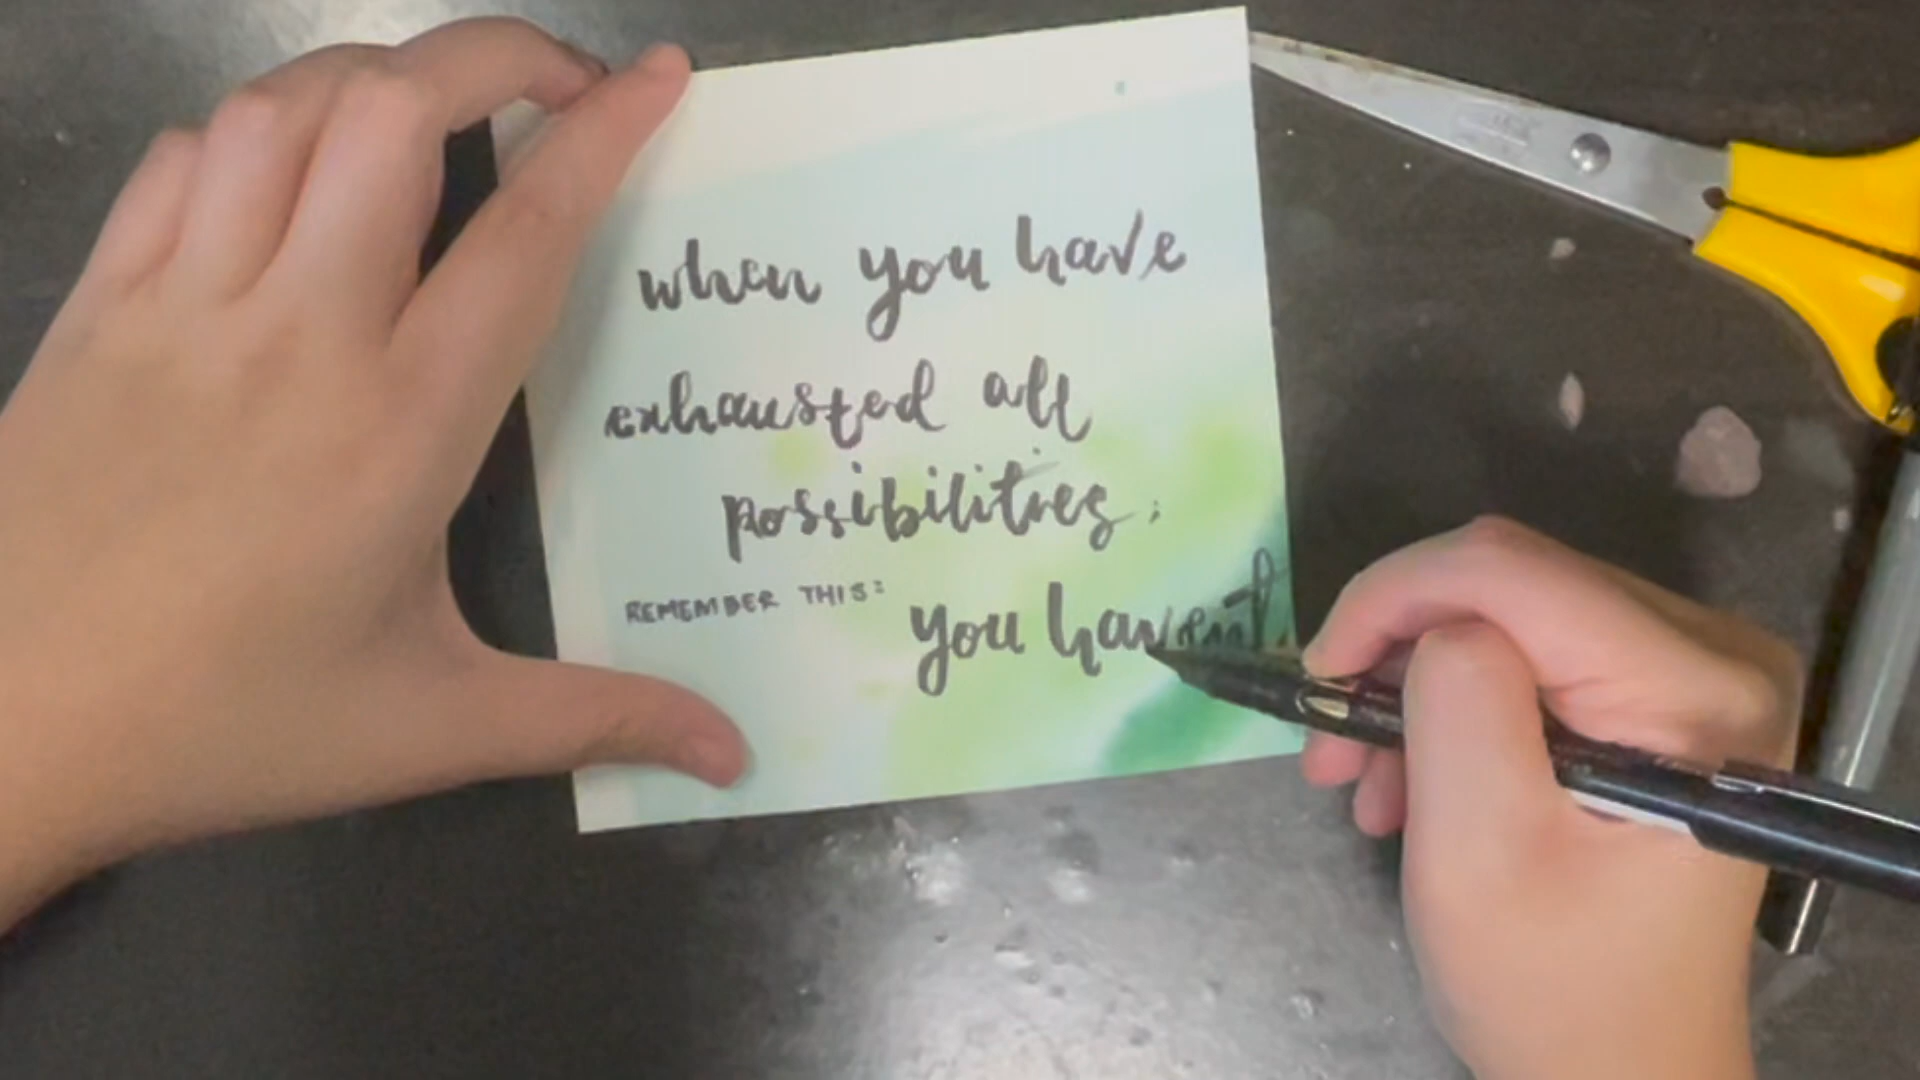 when you have
exhausted all
possibilities;
REMEMBER THIS:
you haven't